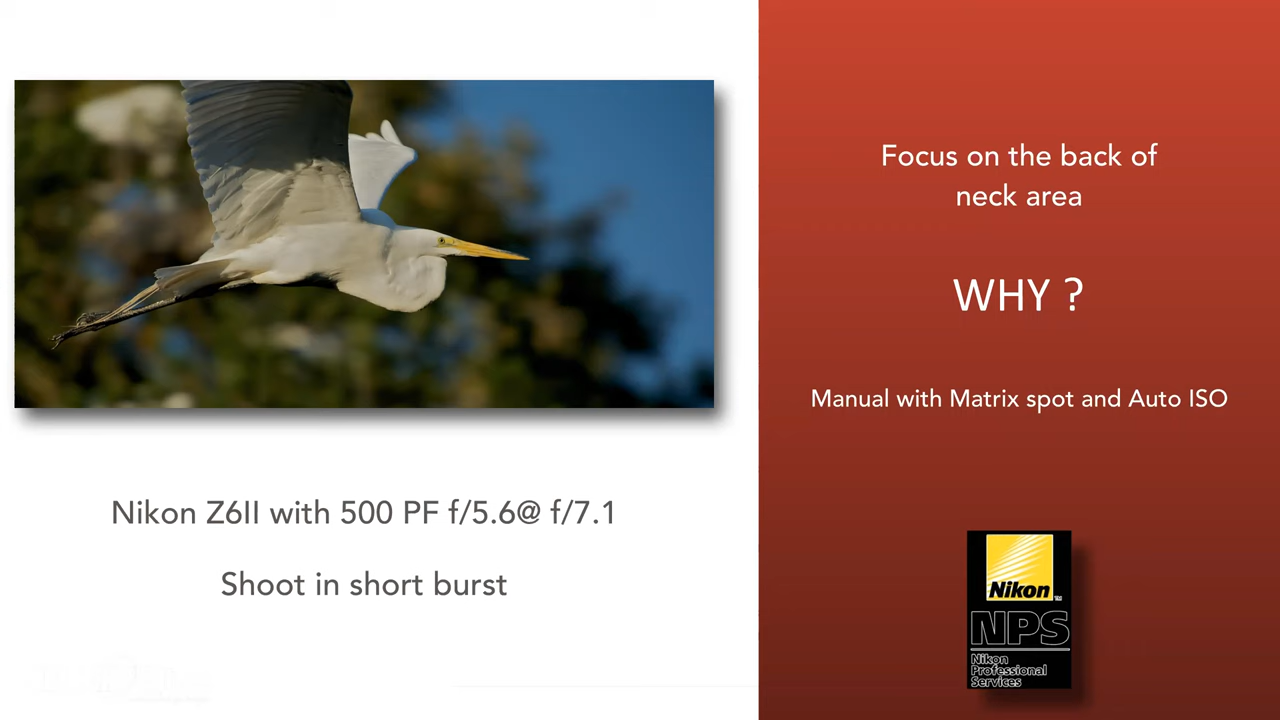 Focus on the back of
neck area
WHY ?
Manual with Matrix spot and Auto ISO
Nikon Z6II with 500 PF f/5.6@ f/7.1
Shoot in short burst
Nikon™
NPS
Nikon
Professional
Services